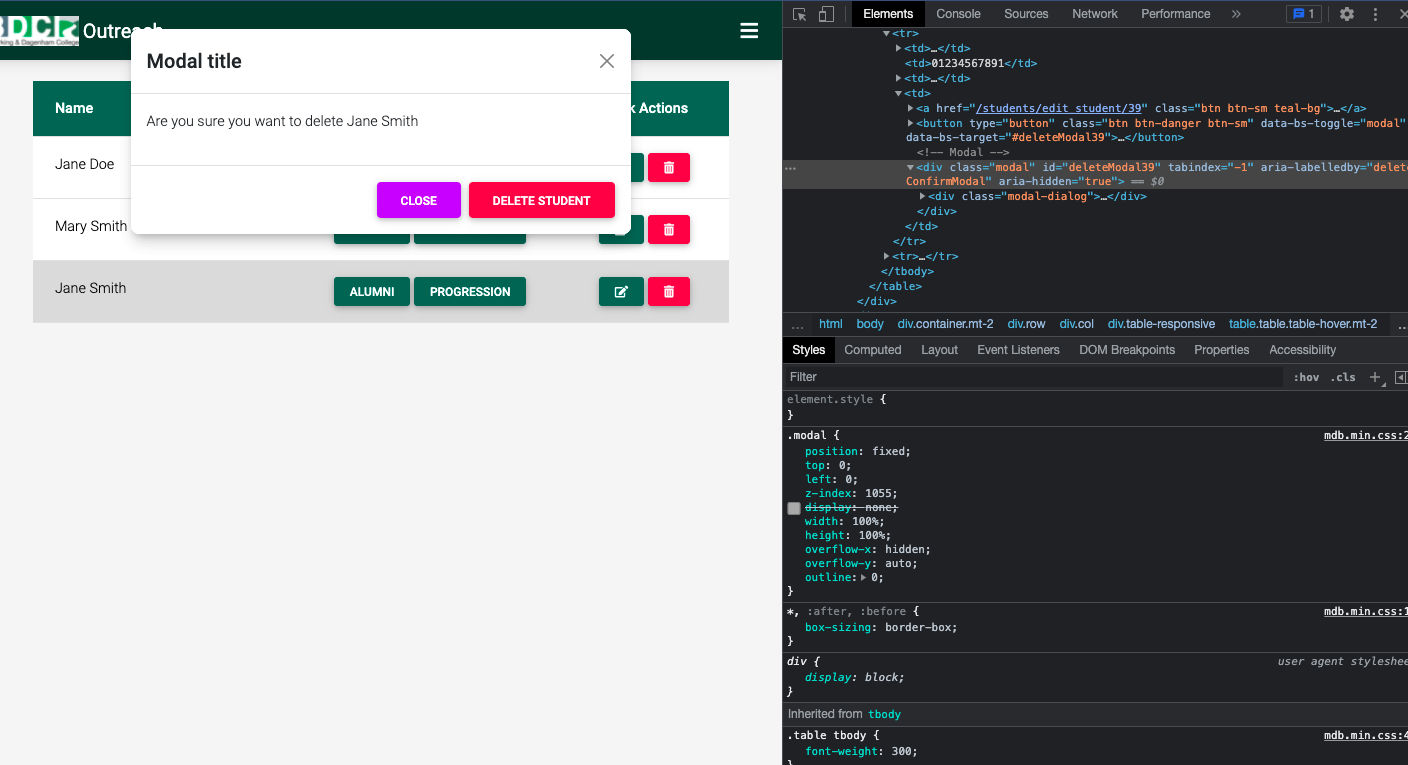 BDCP
rking & Dagenham College
Outreach
Modal title
Are you sure you want to delete Jane Smith
CLOSE
DELETE STUDENT
Name
k Actions
Jane Doe
Mary Smith
Jane Smith
ALUMNI
PROGRESSION
Elements Console Sources Network Performance » 1
▼<tr>
▶<td>…</td>
<td>01234567891</td>
▶<td>…</td>
▼<td>
▶<a href="/students/edit_student/39" class="btn btn-sm teal-bg">…</a>
▶<button type="button" class="btn btn-danger btn-sm" data-bs-toggle="modal"
data-bs-target="#deleteModal39">…</button>
<!-- Modal -->
… ▼<div class="modal" id="deleteModal39" tabindex="-1" aria-labelledby="delete
ConfirmModal" aria-hidden="true"> == $0
▶<div class="modal-dialog">…</div>
</div>
</td>
</tr>
▶<tr>…</tr>
</tbody>
</table>
</div>
… html body div.container.mt-2 div.row div.col div.table-responsive table.table.table-hover.mt-2 …
Styles Computed Layout Event Listeners DOM Breakpoints Properties Accessibility
Filter :hov .cls +
element.style {
}
.modal { mdb.min.css:2
position: fixed;
top: 0;
left: 0;
z-index: 1055;
display: none;
width: 100%;
height: 100%;
overflow-x: hidden;
overflow-y: auto;
outline:▶ 0;
}
*, :after, :before { mdb.min.css:1
box-sizing: border-box;
}
div { user agent styleshee
display: block;
}
Inherited from tbody
.table tbody { mdb.min.css:4
font-weight: 300;
}